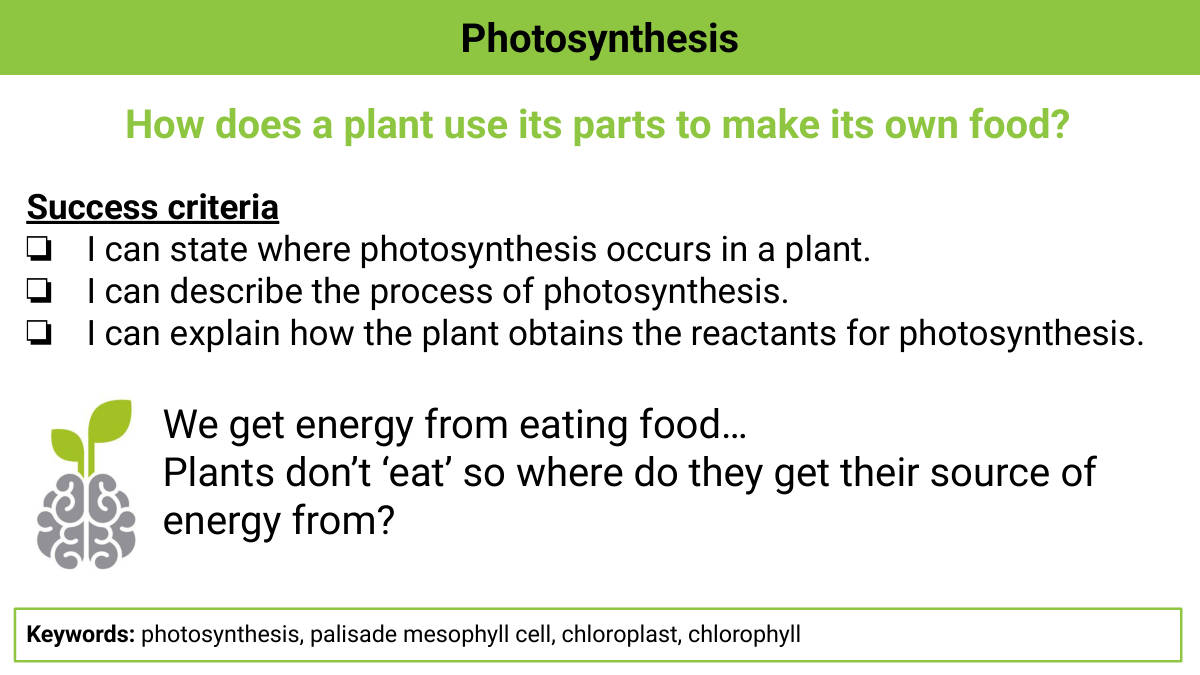 Photosynthesis
How does a plant use its parts to make its own food?
Success criteria
❏ I can state where photosynthesis occurs in a plant.
❏ I can describe the process of photosynthesis.
❏ I can explain how the plant obtains the reactants for photosynthesis.
We get energy from eating food…
Plants don’t ‘eat’ so where do they get their source of
energy from?
Keywords: photosynthesis, palisade mesophyll cell, chloroplast, chlorophyll